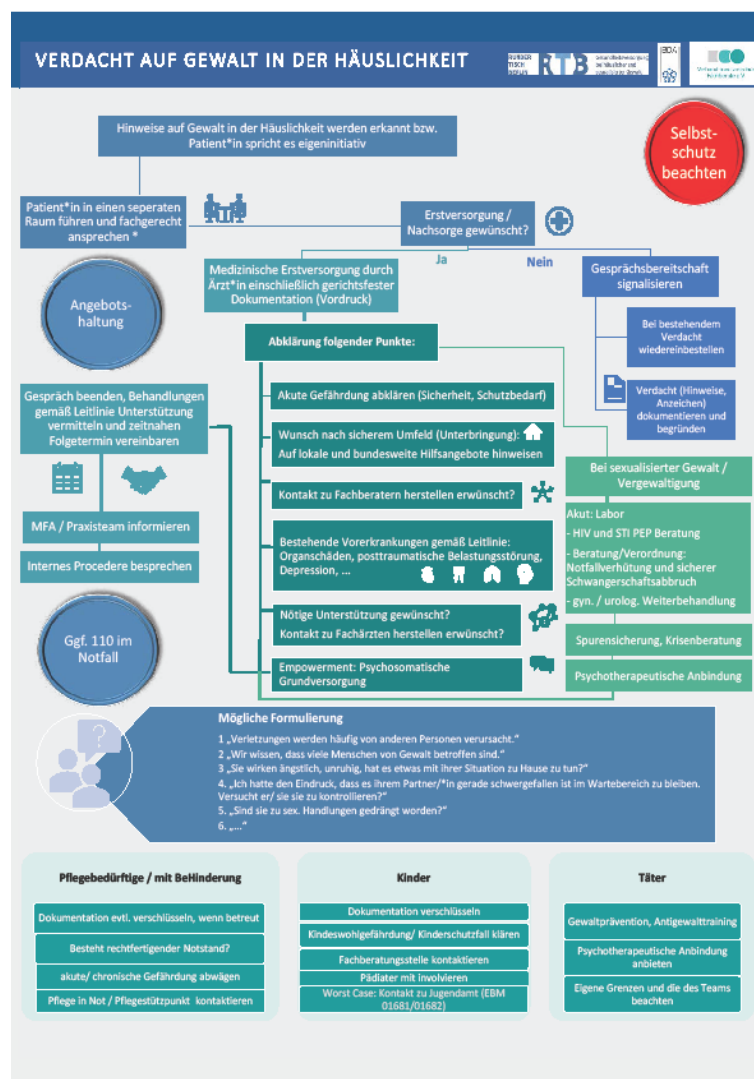 VERDACHT AUF GEWALT IN DER HÄUSLICHKEIT
RUNDER
TISCH
BERLIN
RTB
BDA
Hinweise auf Gewalt in der Häuslichkeit werden erkannt bzw.
Patient*in spricht es eigeninitiativ
Selbst-
schutz
beachten
Patient*in in einen seperaten
Raum führen und fachgerecht
ansprechen *
Erstversorgung /
Nachsorge gewünscht?
Ja
Nein
Medizinische Erstversorgung durch
Ärzt*in einschließlich gerichtsfester
Dokumentation (Vordruck)
Gesprächsbereitschaft
signalisieren
Angebots-
haltung
Bei bestehendem
Verdacht
wiedereinbestellen
Abklärung folgender Punkte:
Verdacht (Hinweise,
Anzeichen)
dokumentieren und
begründen
Gespräch beenden, Behandlungen
gemäß Leitlinie Unterstützung
vermitteln und zeitnahen
Folgetermin vereinbaren
Akute Gefährdung abklären (Sicherheit, Schutzbedarf)
Wunsch nach sicherem Umfeld (Unterbringung):
Auf lokale und bundesweite Hilfsangebote hinweisen
Bei sexualisierter Gewalt /
Vergewaltigung
Kontakt zu Fachberatern herstellen erwünscht?
Akut: Labor
- HIV und STI PEP Beratung
- Beratung/Verordnung:
Notfallverhütung und sicherer
Schwangerschaftsabbruch
- gyn. / urolog. Weiterbehandlung
MFA / Praxisteam informieren
Internes Procedere besprechen
Bestehende Vorerkrankungen gemäß Leitlinie:
Organschäden, posttraumatische Belastungsstörung,
Depression, ...
Nötige Unterstützung gewünscht?
Kontakt zu Fachärzten herstellen erwünscht?
Ggf. 110 im
Notfall
Spurensicherung, Krisenberatung
Empowerment: Psychosomatische
Grundversorgung
Psychotherapeutische Anbindung
Mögliche Formulierung
1 „Verletzungen werden häufig von anderen Personen verursacht.“
2 „Wir wissen, dass viele Menschen von Gewalt betroffen sind.“
3 „Sie wirken ängstlich, unruhig, hat es etwas mit ihrer Situation zu Hause zu tun?“
4. „Ich hatte den Eindruck, dass es ihrem Partner/*in gerade schwergefallen ist im Wartebereich zu bleiben.
Versucht er/ sie sie zu kontrollieren?“
5. „Sind sie zu sex. Handlungen gedrängt worden?“
6. „...“
Pflegebedürftige / mit BeHinderung
Dokumentation evtl. verschlüsseln, wenn betreut
Besteht rechtfertigender Notstand?
akute/ chronische Gefährdung abwägen
Pflege in Not / Pflegestützpunkt kontaktieren
Kinder
Dokumentation verschlüsseln
Kindeswohlgefährdung/ Kinderschutzfall klären
Fachberatungsstelle kontaktieren
Pädiater mit involvieren
Worst Case: Kontakt zu Jugendamt (EBM
01681/01682)
Täter
Gewaltprävention, Antigewalttraining
Psychotherapeutische Anbindung
anbieten
Eigene Grenzen und die des Teams
beachten